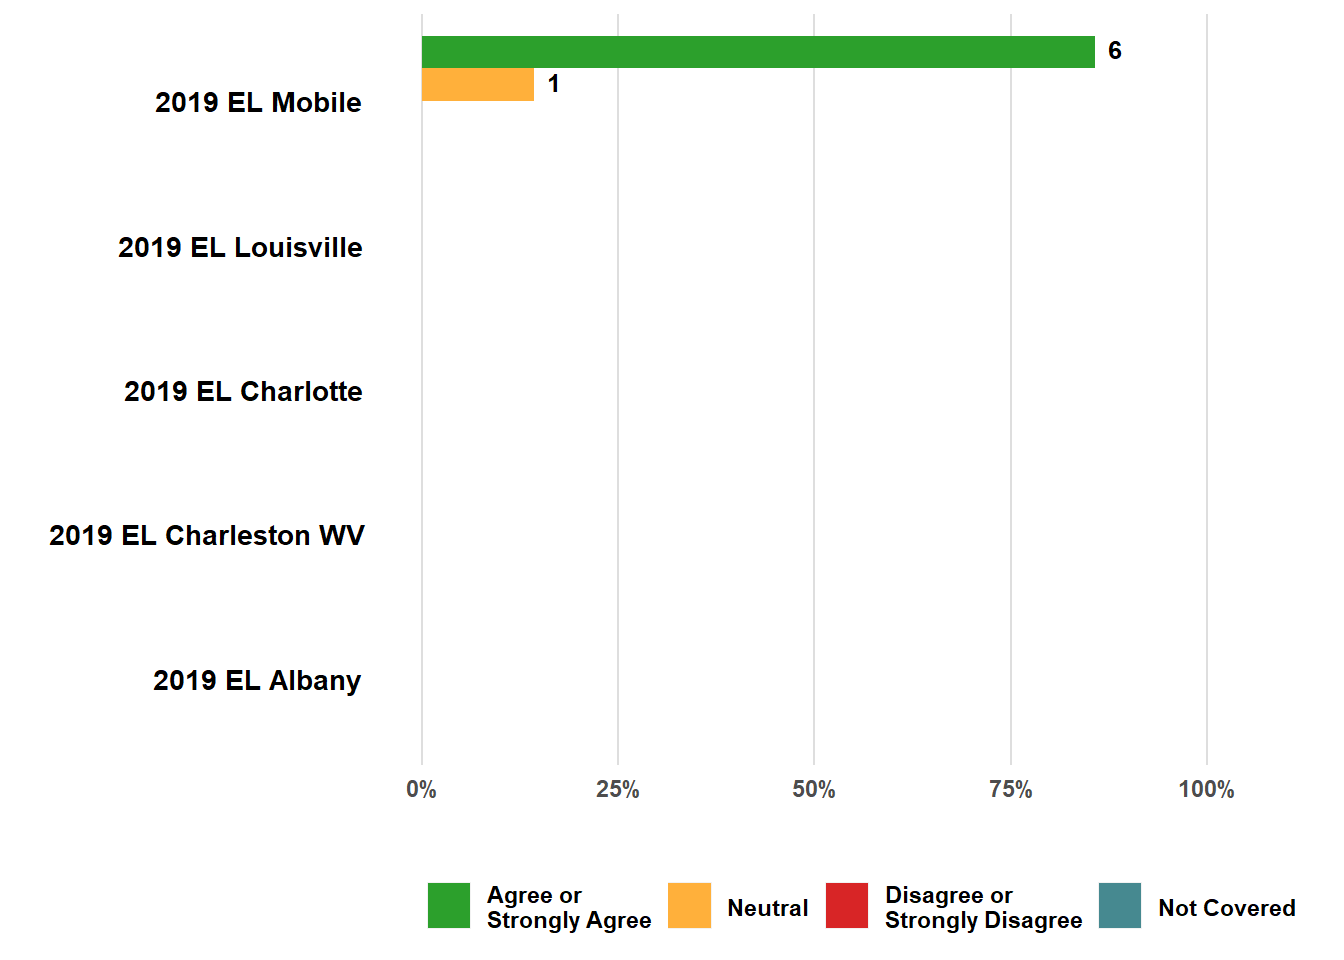 6
1
2019 EL Mobile
2019 EL Louisville
2019 EL Charlotte
2019 EL Charleston WV
2019 EL Albany
0% 25% 50% 75% 100%
Agree or
Strongly Agree
Neutral
Disagree or
Strongly Disagree
Not Covered